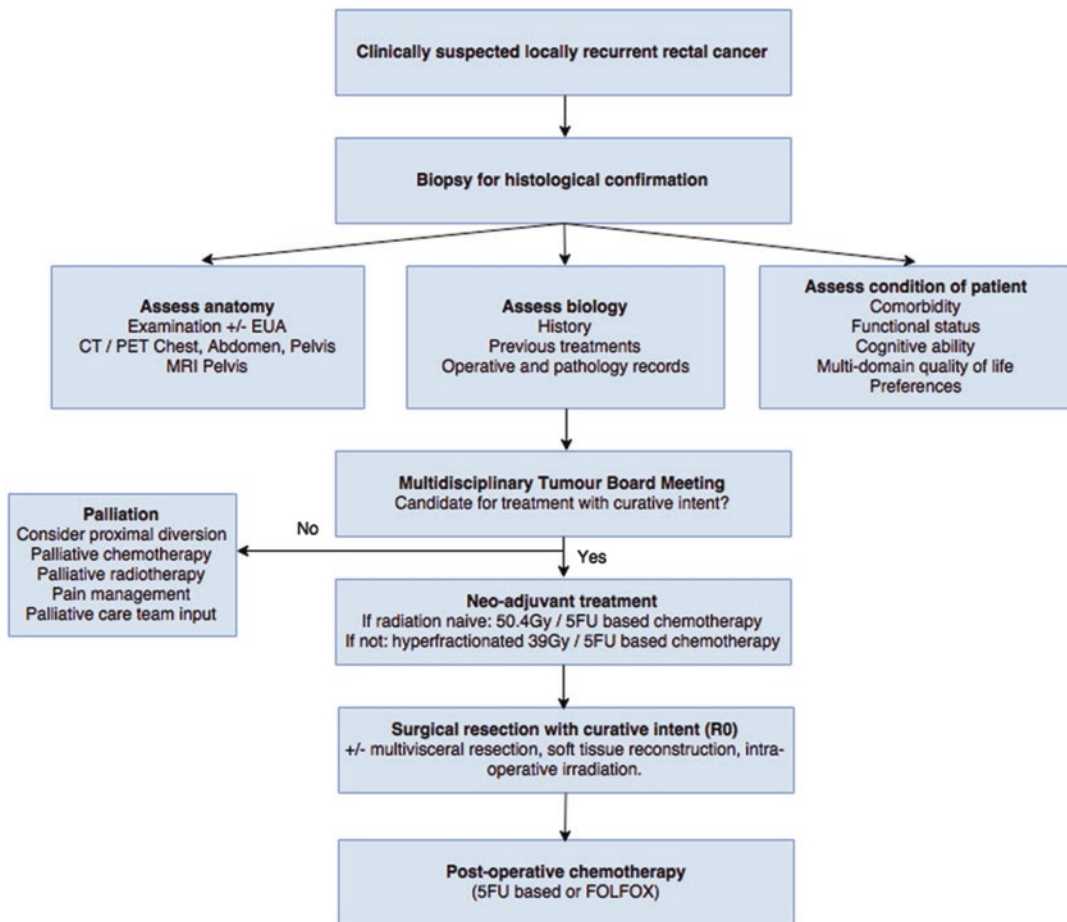 Clinically suspected locally recurrent rectal cancer
Biopsy for histological confirmation
Assess anatomy
Examination +/- EUA
CT / PET Chest, Abdomen, Pelvis
MRI Pelvis
Assess biology
History
Previous treatments
Operative and pathology records
Assess condition of patient
Comorbidity
Functional status
Cognitive ability
Multi-domain quality of life
Preferences
Multidisciplinary Tumour Board Meeting
Candidate for treatment with curative intent?
No
Yes
Palliation
Consider proximal diversion
Palliative chemotherapy
Palliative radiotherapy
Pain management
Palliative care team input
Neo-adjuvant treatment
If radiation naive: 50.4Gy / 5FU based chemotherapy
If not: hyperfractionated 39Gy / 5FU based chemotherapy
Surgical resection with curative intent (R0)
+/- multivisceral resection, soft tissue reconstruction, intra-
operative irradiation.
Post-operative chemotherapy
(5FU based or FOLFOX)